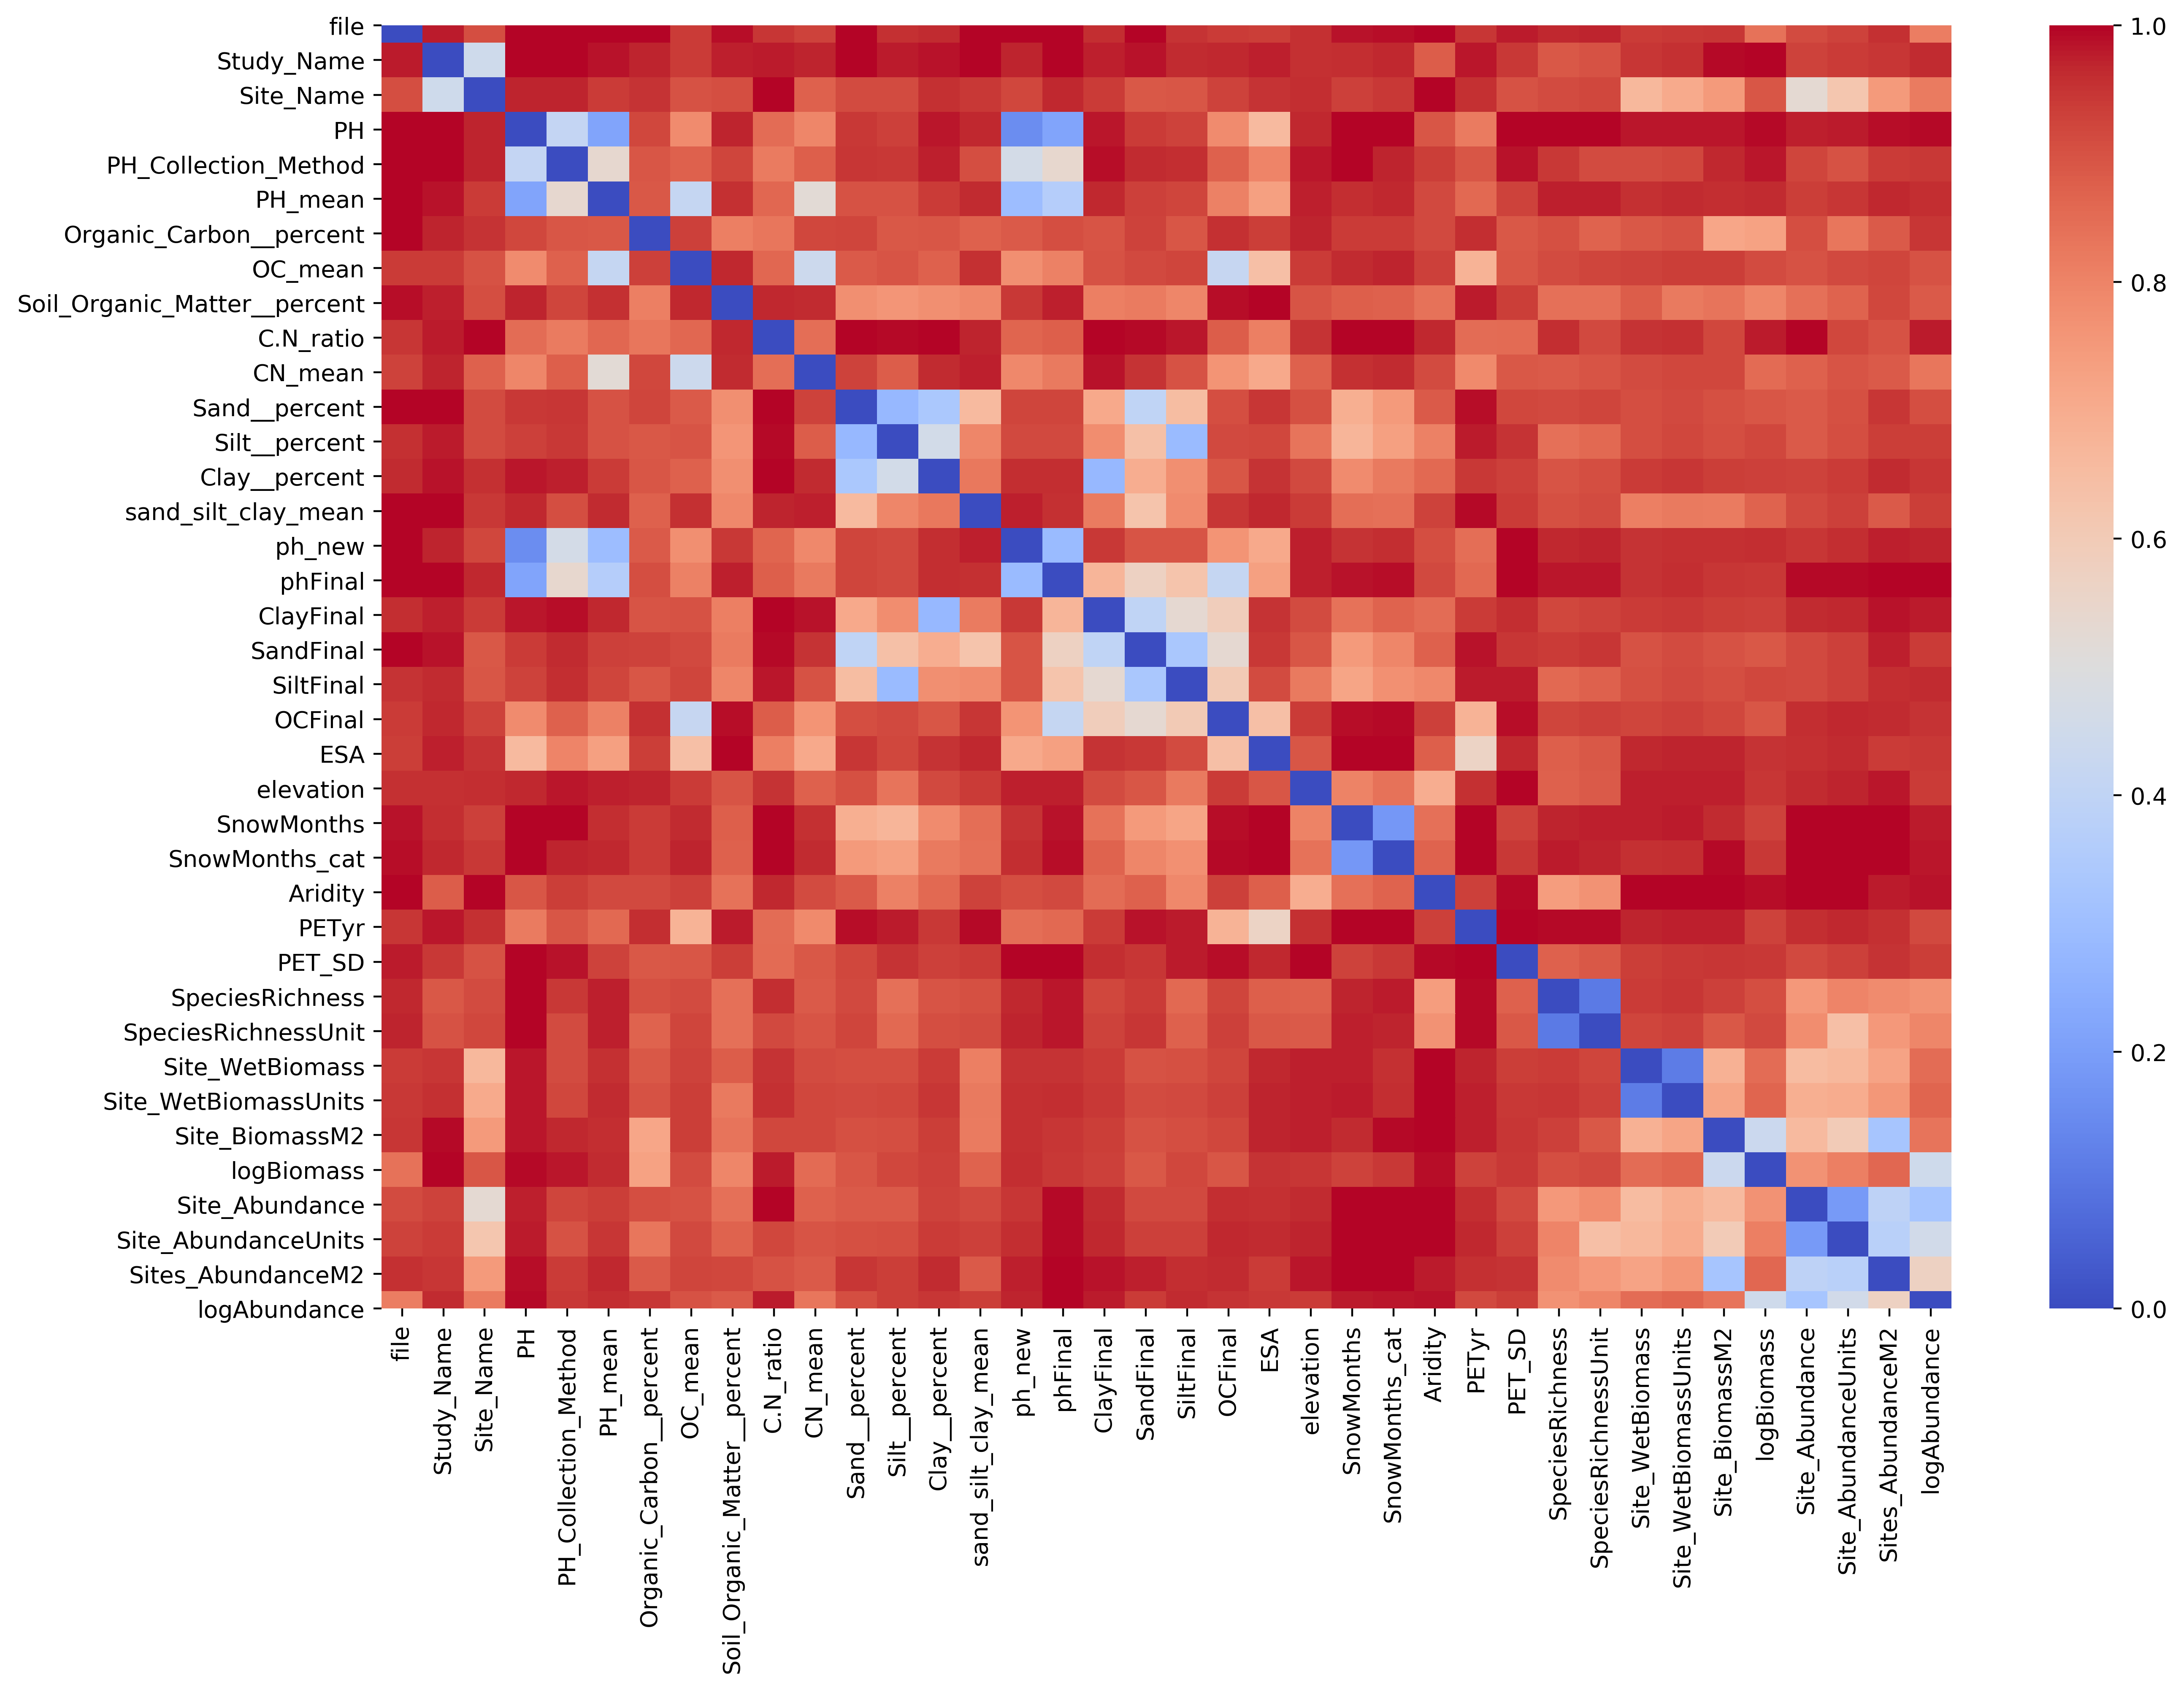 file
Study_Name
Site_Name
PH
PH_Collection_Method
PH_mean
Organic_Carbon__percent
OC_mean
Soil_Organic_Matter__percent
C.N_ratio
CN_mean
Sand__percent
Silt__percent
Clay__percent
sand_silt_clay_mean
ph_new
phFinal
ClayFinal
SandFinal
SiltFinal
OCFinal
ESA
elevation
SnowMonths
SnowMonths_cat
Aridity
PETyr
PET_SD
SpeciesRichness
SpeciesRichnessUnit
Site_WetBiomass
Site_WetBiomassUnits
Site_BiomassM2
logBiomass
Site_Abundance
Site_AbundanceUnits
Sites_AbundanceM2
logAbundance
file
Study_Name
Site_Name
PH
PH_Collection_Method
PH_mean
Organic_Carbon__percent
OC_mean
Soil_Organic_Matter__percent
C.N_ratio
CN_mean
Sand__percent
Silt__percent
Clay__percent
sand_silt_clay_mean
ph_new
phFinal
ClayFinal
SandFinal
SiltFinal
OCFinal
ESA
elevation
SnowMonths
SnowMonths_cat
Aridity
PETyr
PET_SD
SpeciesRichness
SpeciesRichnessUnit
Site_WetBiomass
Site_WetBiomassUnits
Site_BiomassM2
logBiomass
Site_Abundance
Site_AbundanceUnits
Sites_AbundanceM2
logAbundance
1.0
0.8
0.6
0.4
0.2
0.0